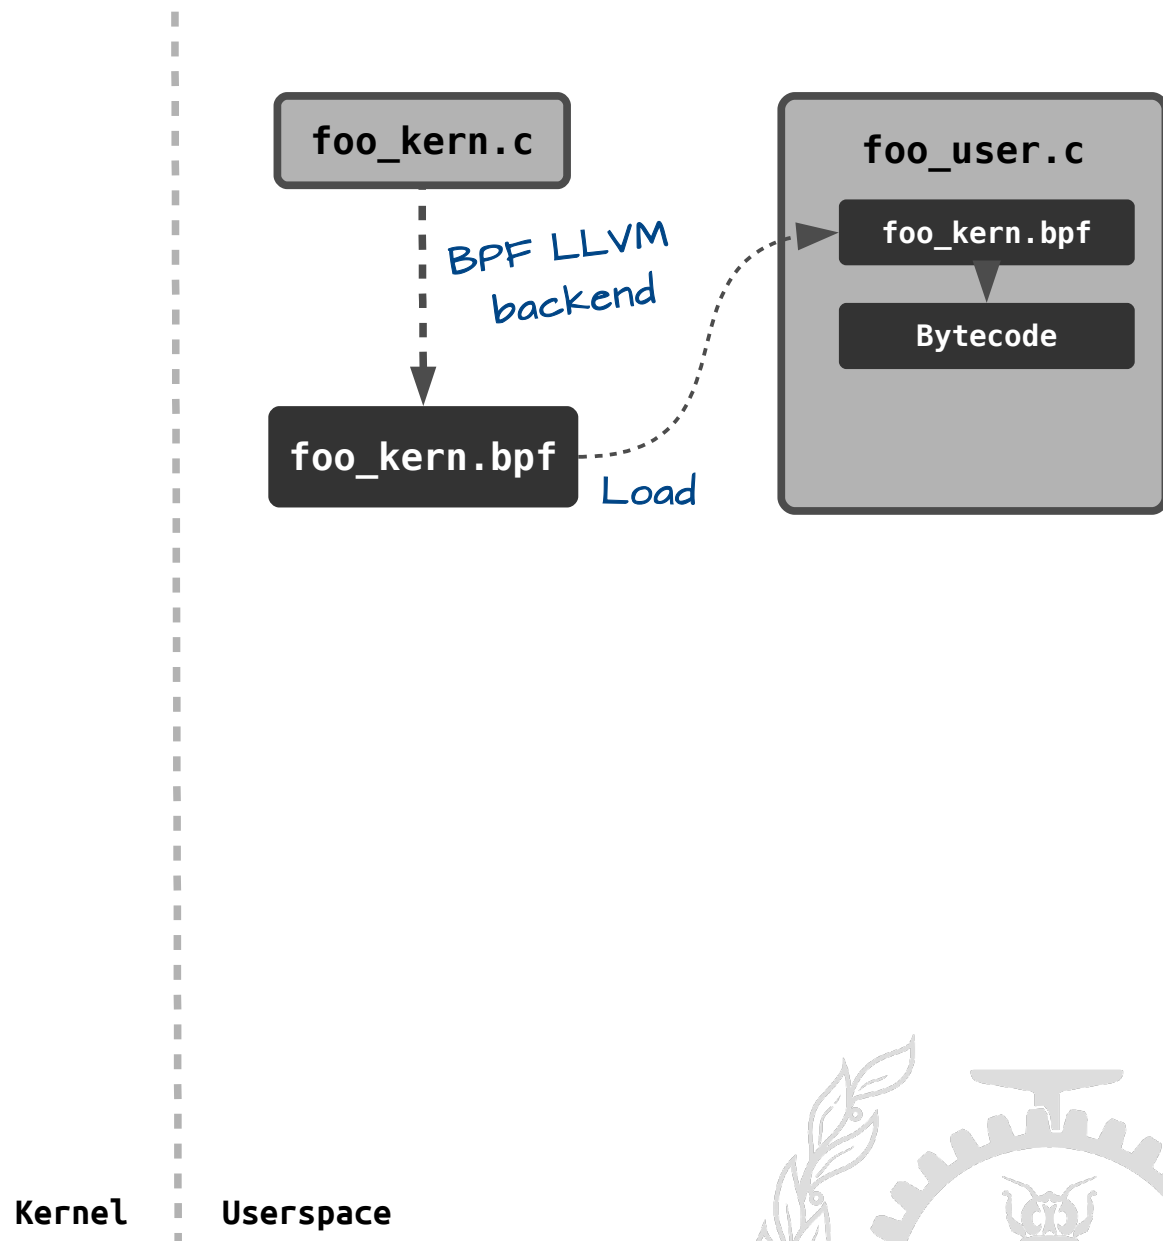 foo_kern.c
BPF LLVM
backend
foo_kern.bpf
Load
foo_user.c
foo_kern.bpf
Bytecode
Kernel
Userspace